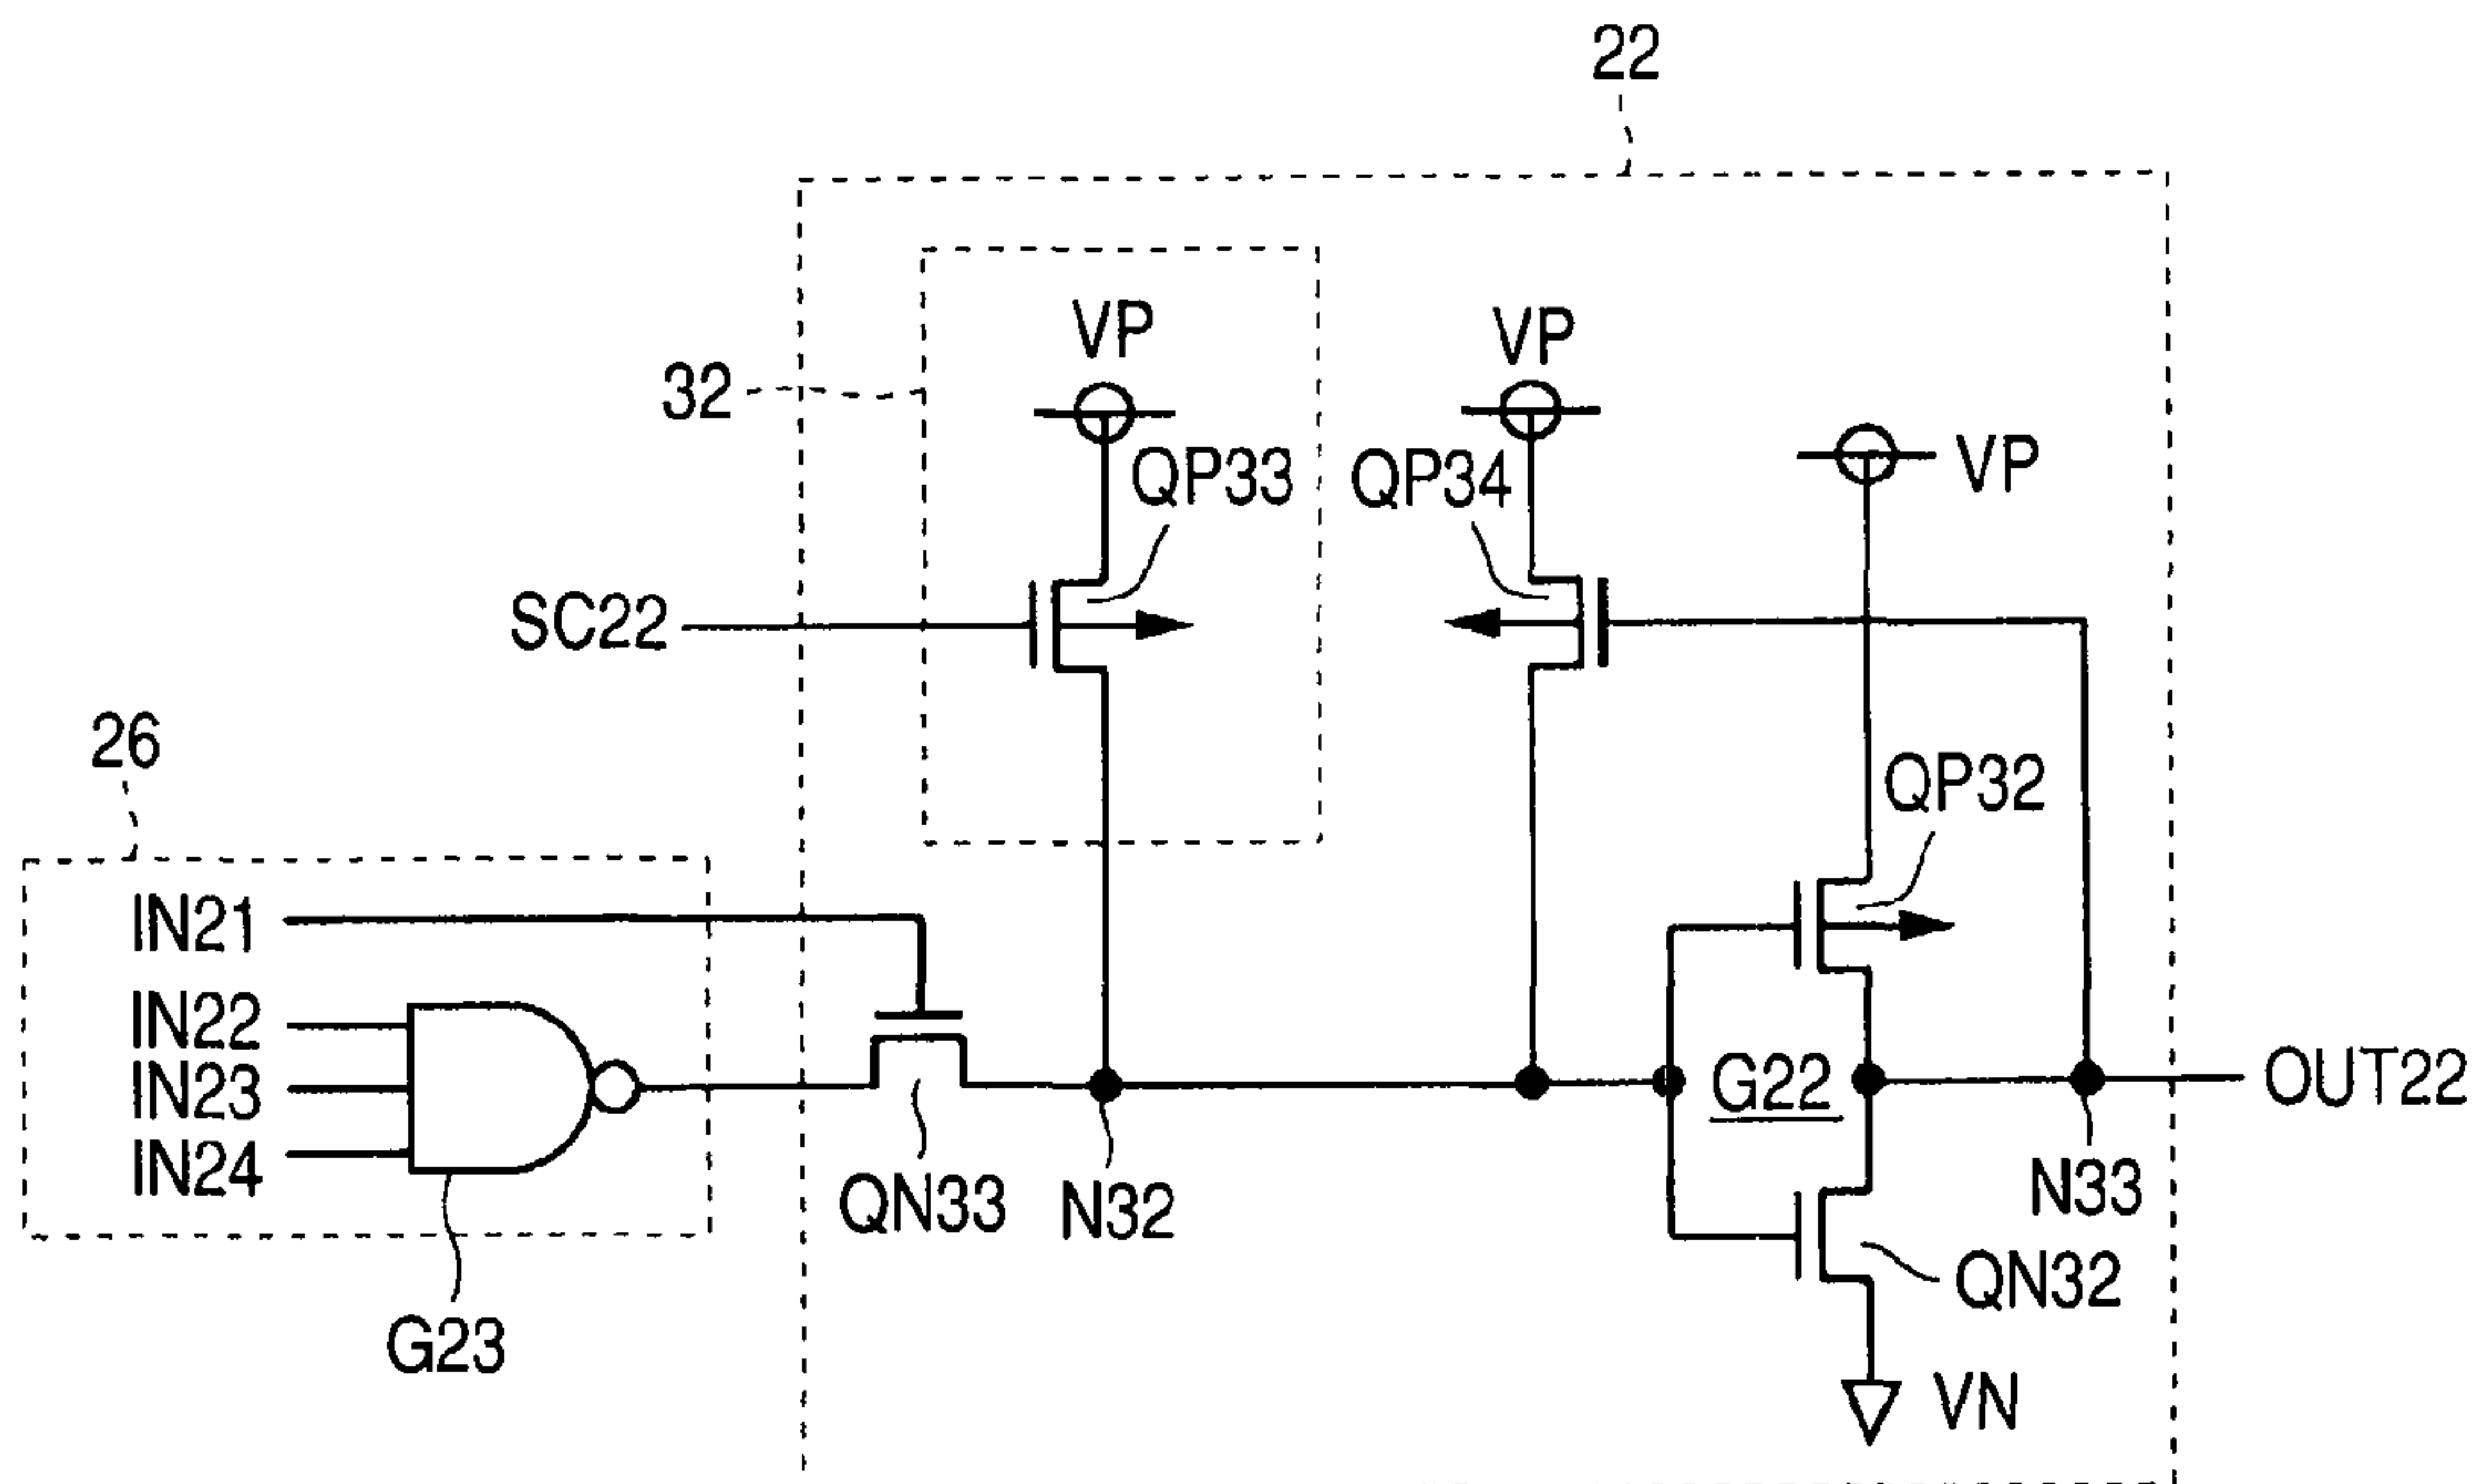 22
VP
VP
32
QP33
QP34
VP
SC22
26
QP32
IN21
IN22
IN23
IN24
G22
OUT22
QN33
N32
N33
QN32
G23
VN